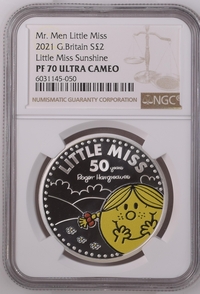 Mr. Men Little Miss
2021 G.Britain S£2
Little Miss Sunshine
PF 70 ULTRA CAMEO
6031145-050
NUMISMATIC GUARANTY CORPORATION
NGC
LITTLE MISS
50
Roger Hargreaves